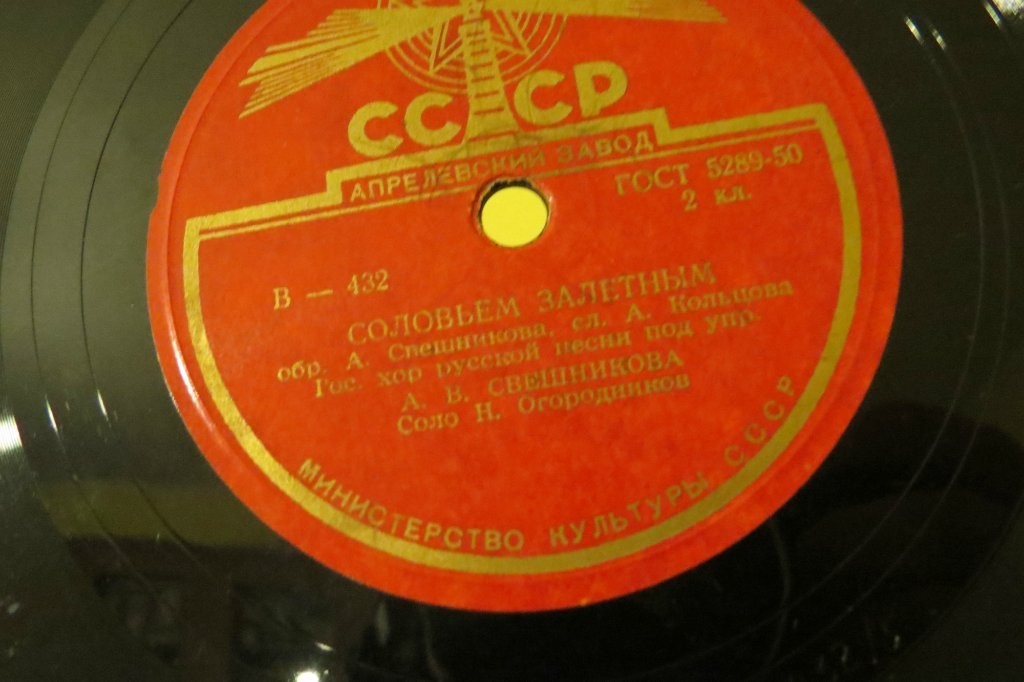 СССР
АПРЕЛЕВСКИЙ ЗАВОД
ГОСТ 5289-50
2 кл.
В — 432
СОЛОВЬЕМ ЗАЛЕТНЫМ
обр. А. Свешникова, сл. А. Кольцова
Гос. хор русской песни под упр.
А. В. СВЕШНИКОВА
Соло Н. Огородников
МИНИСТЕРСТВО КУЛЬТУРЫ СССР